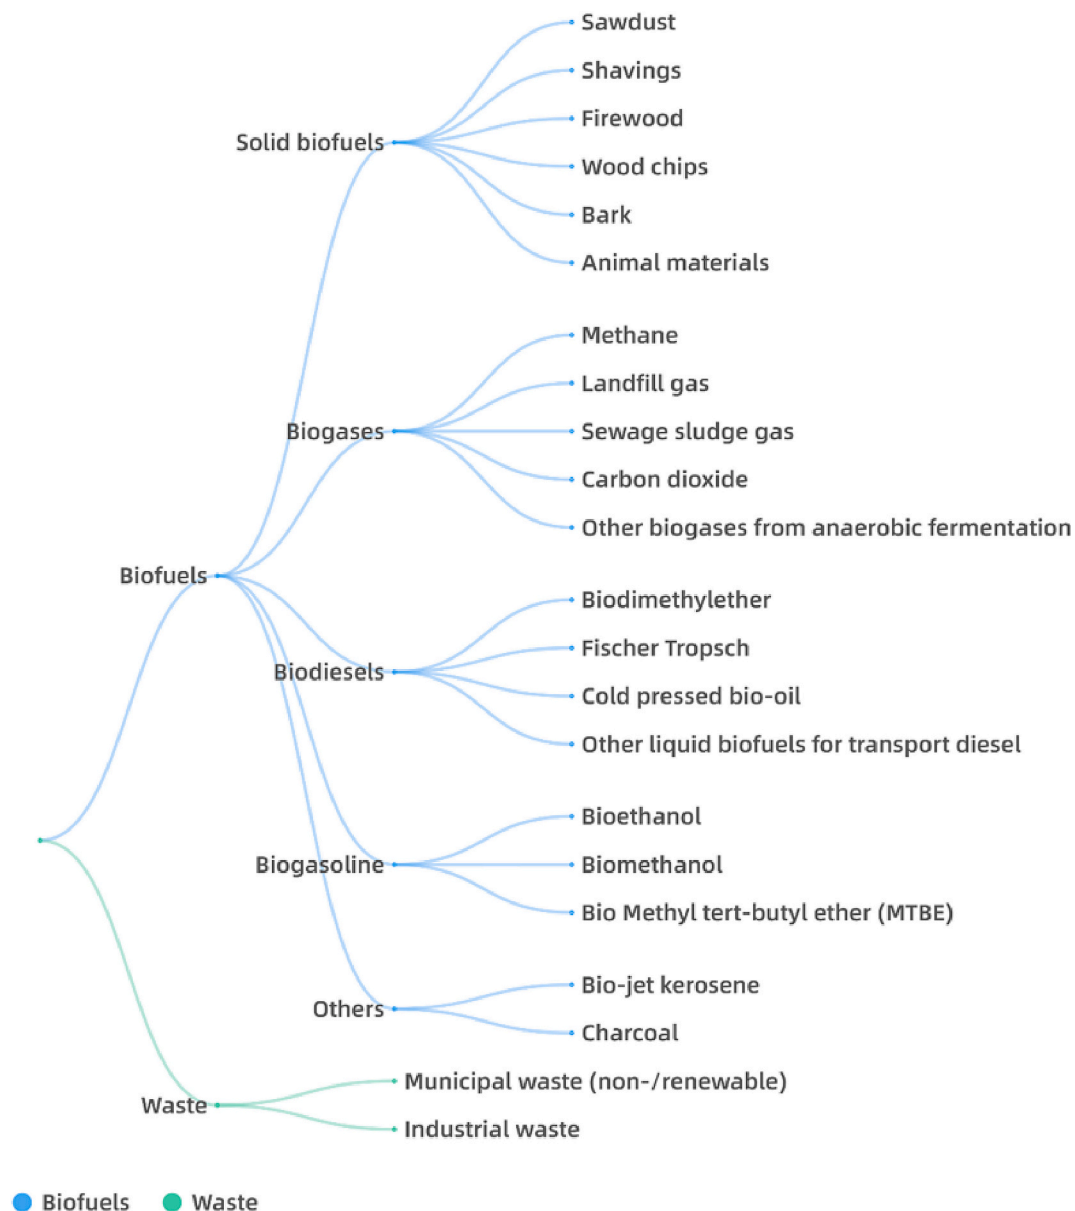 Sawdust
Shavings
Firewood
Solid biofuels
Wood chips
Bark
Animal materials
Methane
Landfill gas
Biogases
Sewage sludge gas
Carbon dioxide
Other biogases from anaerobic fermentation
Biofuels
Biodimethylether
Fischer Tropsch
Biodiesels
Cold pressed bio-oil
Other liquid biofuels for transport diesel
Bioethanol
Biogasoline
Biomethanol
Bio Methyl tert-butyl ether (MTBE)
Bio-jet kerosene
Others
Charcoal
Municipal waste (non-/renewable)
Waste
Industrial waste
Biofuels
Waste